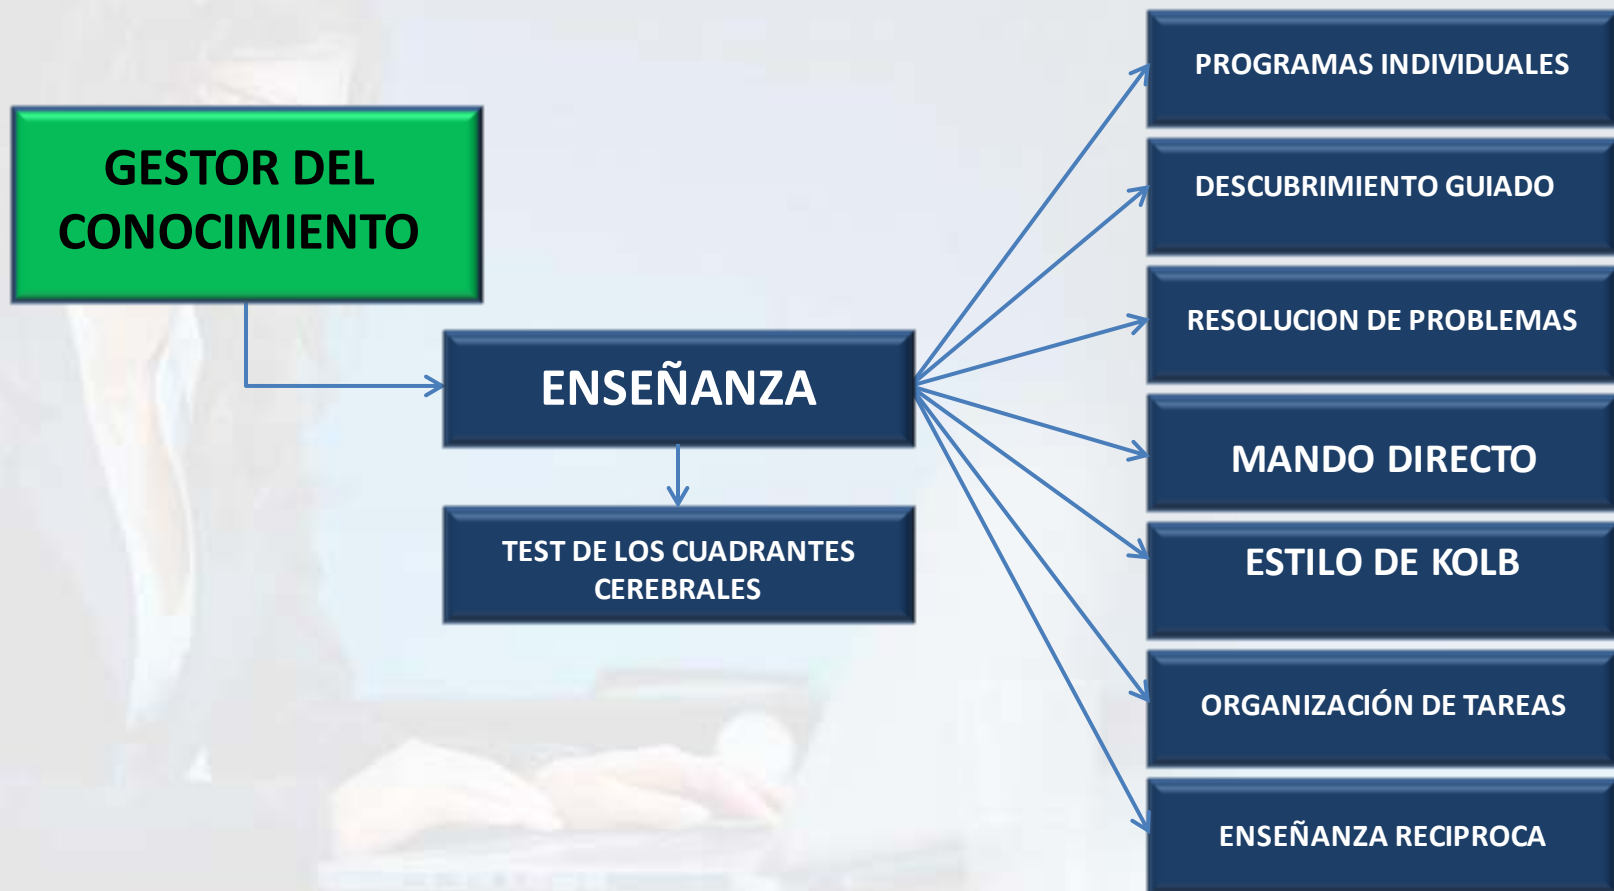 GESTOR DEL
CONOCIMIENTO
ENSEÑANZA
TEST DE LOS CUADRANTES
CEREBRALES
PROGRAMAS INDIVIDUALES
DESCUBRIMIENTO GUIADO
RESOLUCION DE PROBLEMAS
MANDO DIRECTO
ESTILO DE KOLB
ORGANIZACIÓN DE TAREAS
ENSEÑANZA RECIPROCA